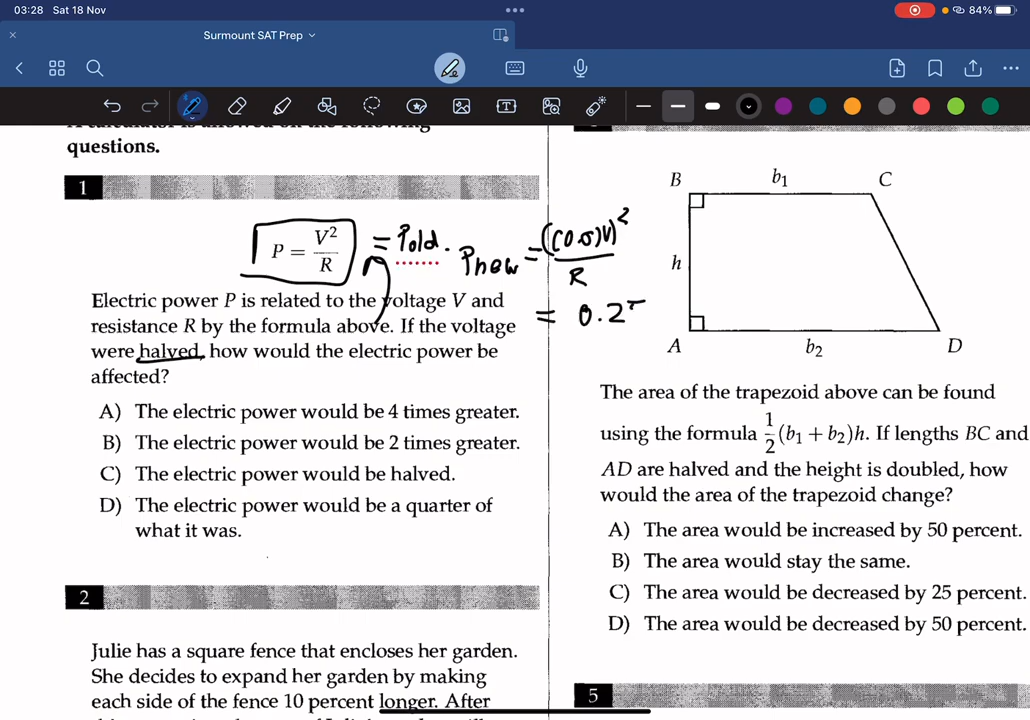 03:28 Sat 18 Nov
84%
Surmount SAT Prep
questions.
1
P = V²/R = Pold. Pnew = ((0.5)V)²/R
= 0.2
Electric power P is related to the voltage V and
resistance R by the formula above. If the voltage
were halved, how would the electric power be
affected?
A) The electric power would be 4 times greater.
B) The electric power would be 2 times greater.
C) The electric power would be halved.
D) The electric power would be a quarter of
what it was.
2
Julie has a square fence that encloses her garden.
She decides to expand her garden by making
each side of the fence 10 percent longer. After
B b₁ C
h
A b₂ D
The area of the trapezoid above can be found
using the formula 1/2(b₁ + b₂)h. If lengths BC and
AD are halved and the height is doubled, how
would the area of the trapezoid change?
A) The area would be increased by 50 percent.
B) The area would stay the same.
C) The area would be decreased by 25 percent.
D) The area would be decreased by 50 percent.
5